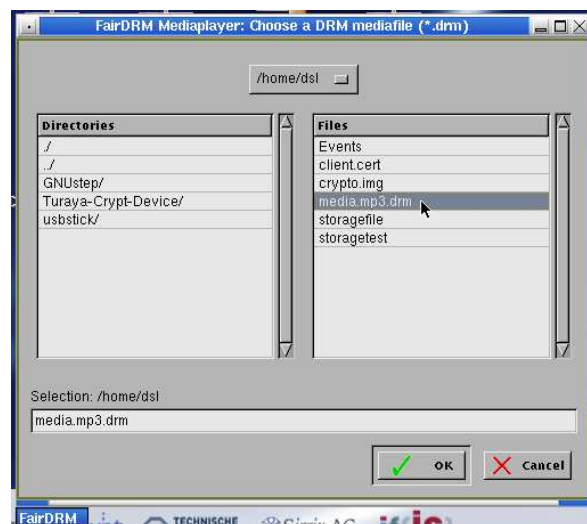 FairDRM Mediaplayer: Choose a DRM mediafile (*.drm)
/home/dsl
Directories
./
../
GNUstep/
Turaya-Crypt-Device/
usbstick/
Files
Events
client.cert
crypto.img
media.mp3.drm
storagefile
storagetest
Selection: /home/dsl
media.mp3.drm
OK
Cancel
FairDRM
TECHNISCHE
Sirrix AG